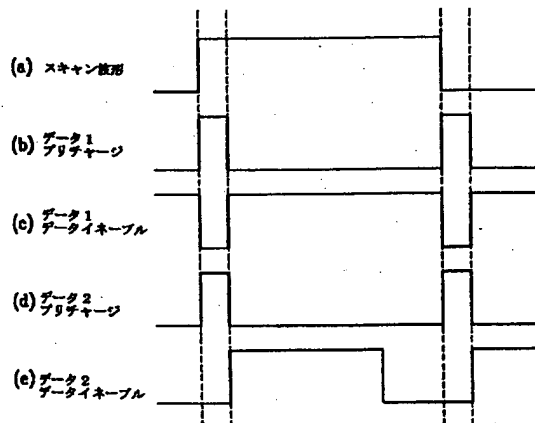 (a) スキャン波形
(b) データ1
プリチャージ
(c) データ1
データイネーブル
(d) データ2
プリチャージ
(e) データ2
データイネーブル